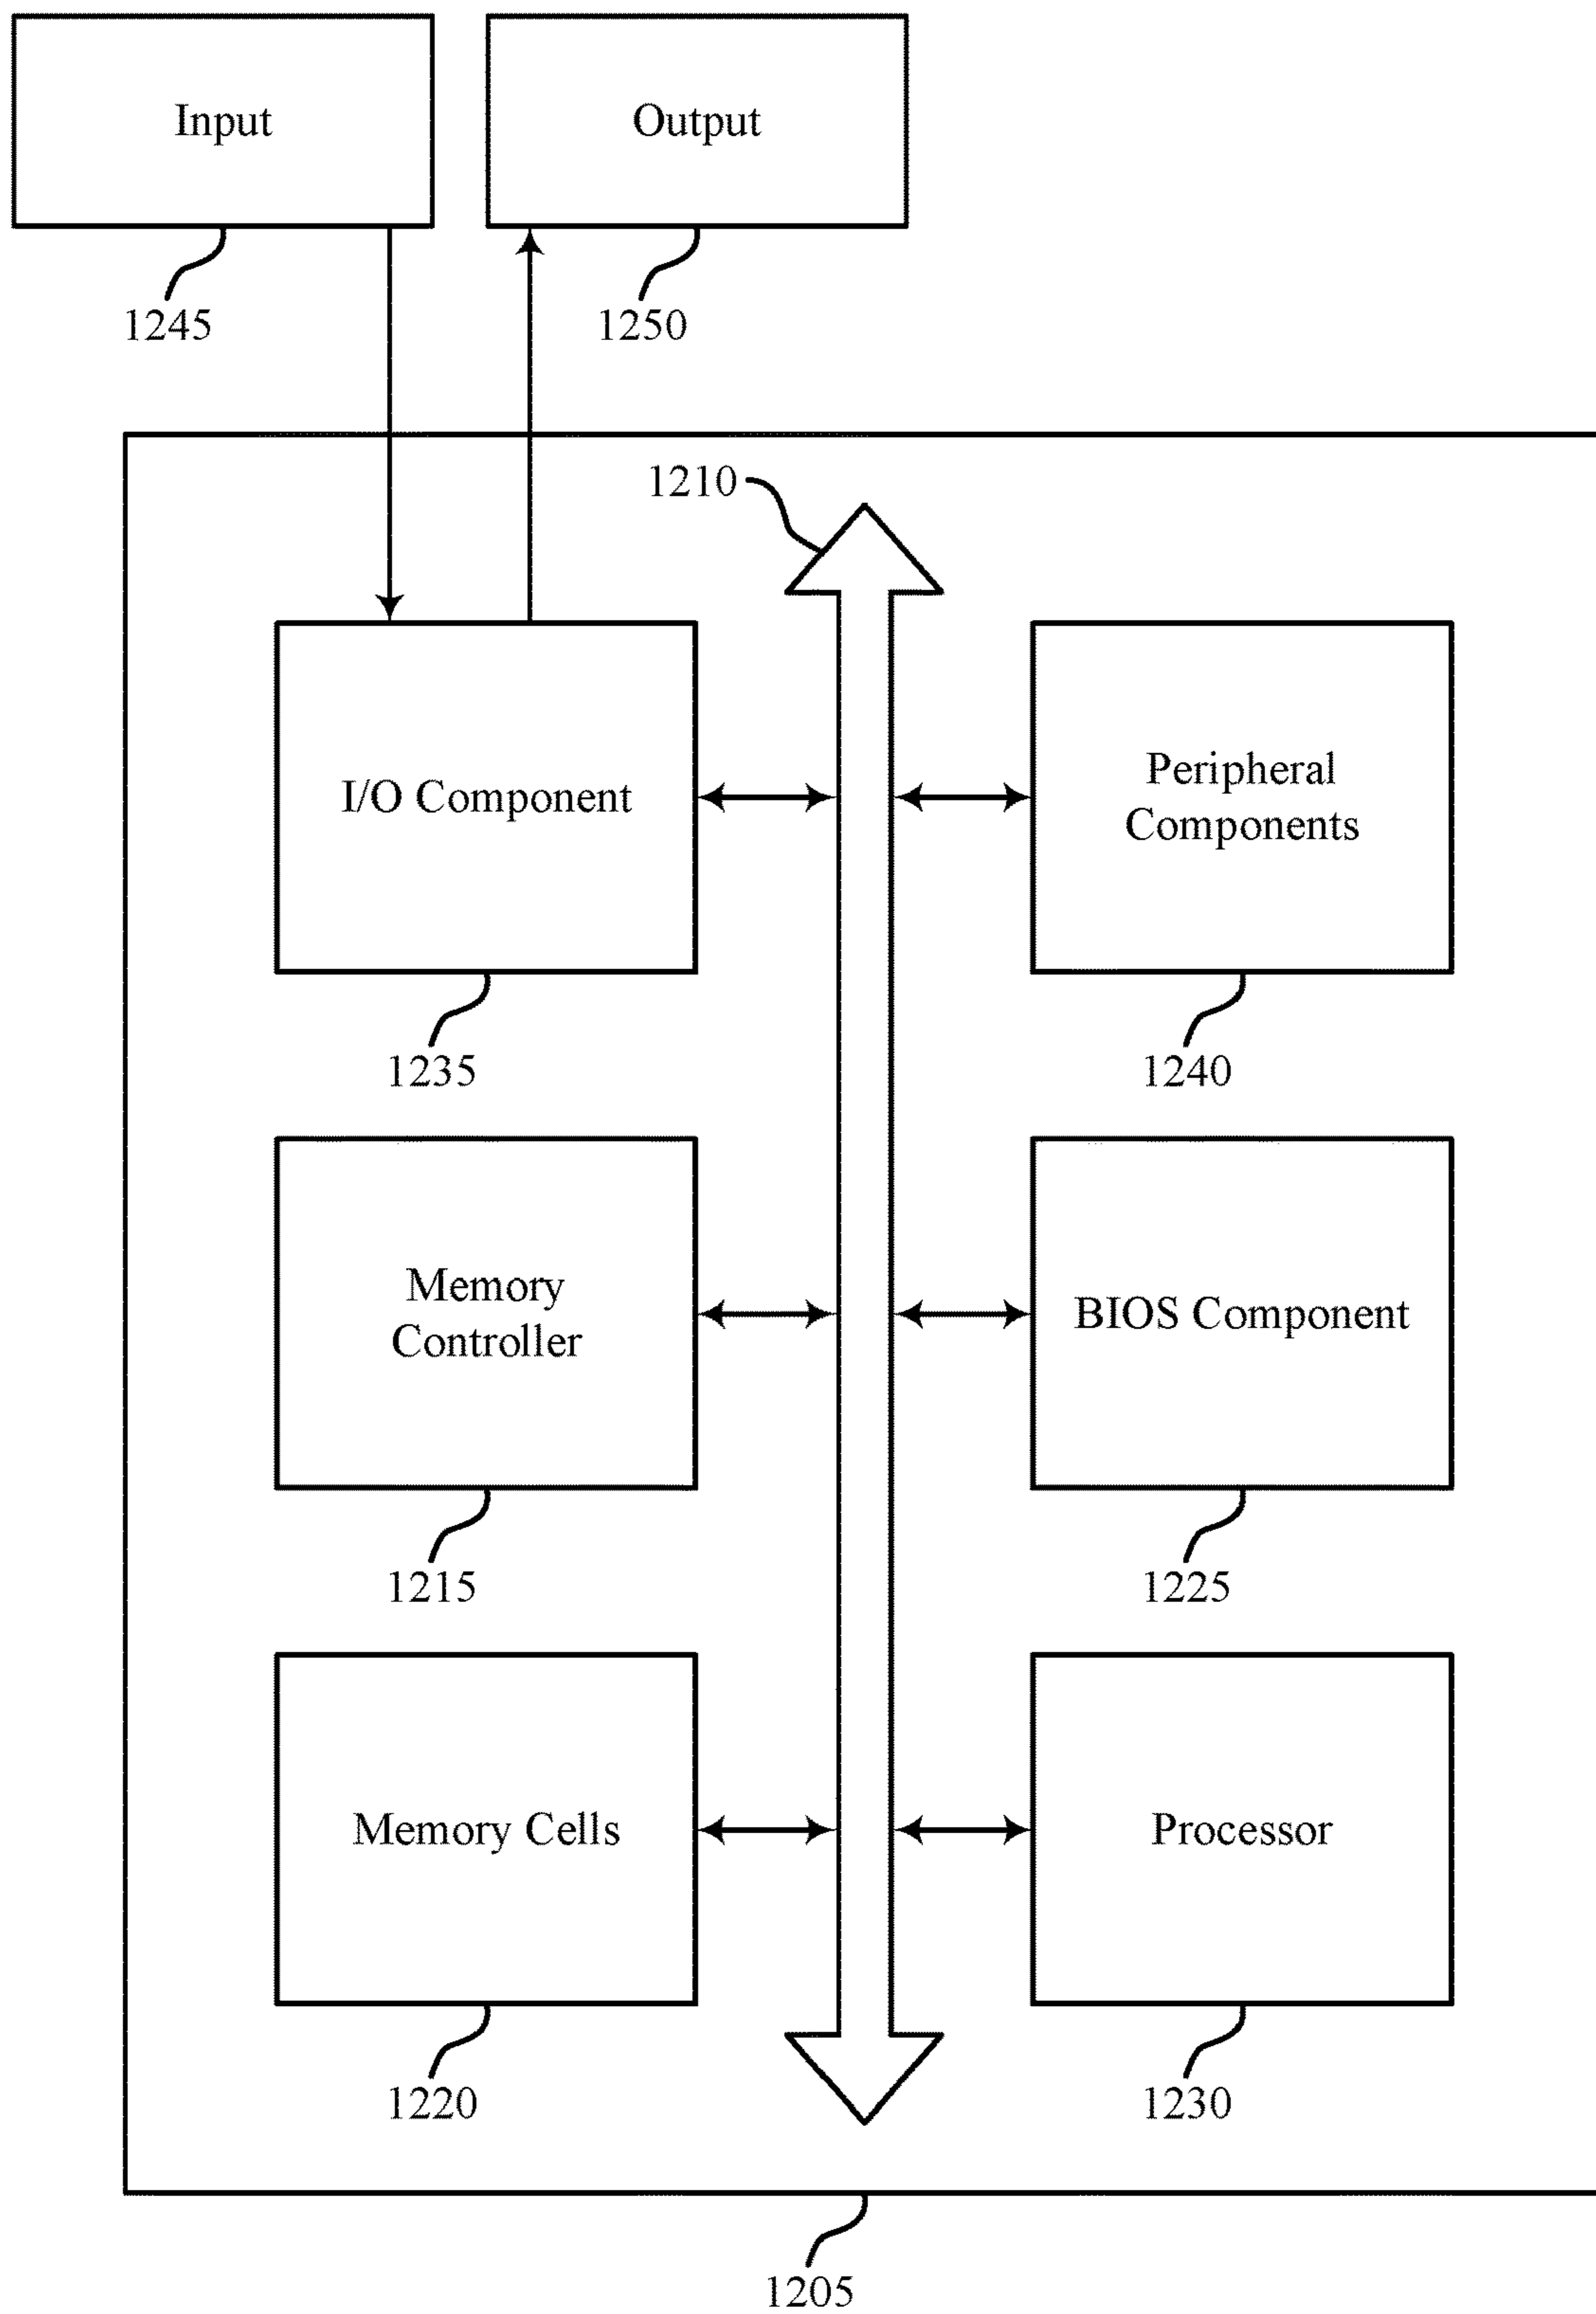 Input
Output
1245
1250
1210
I/O Component
Peripheral
Components
1235
1240
Memory
Controller
BIOS Component
1215
1225
Memory Cells
Processor
1220
1230
1205